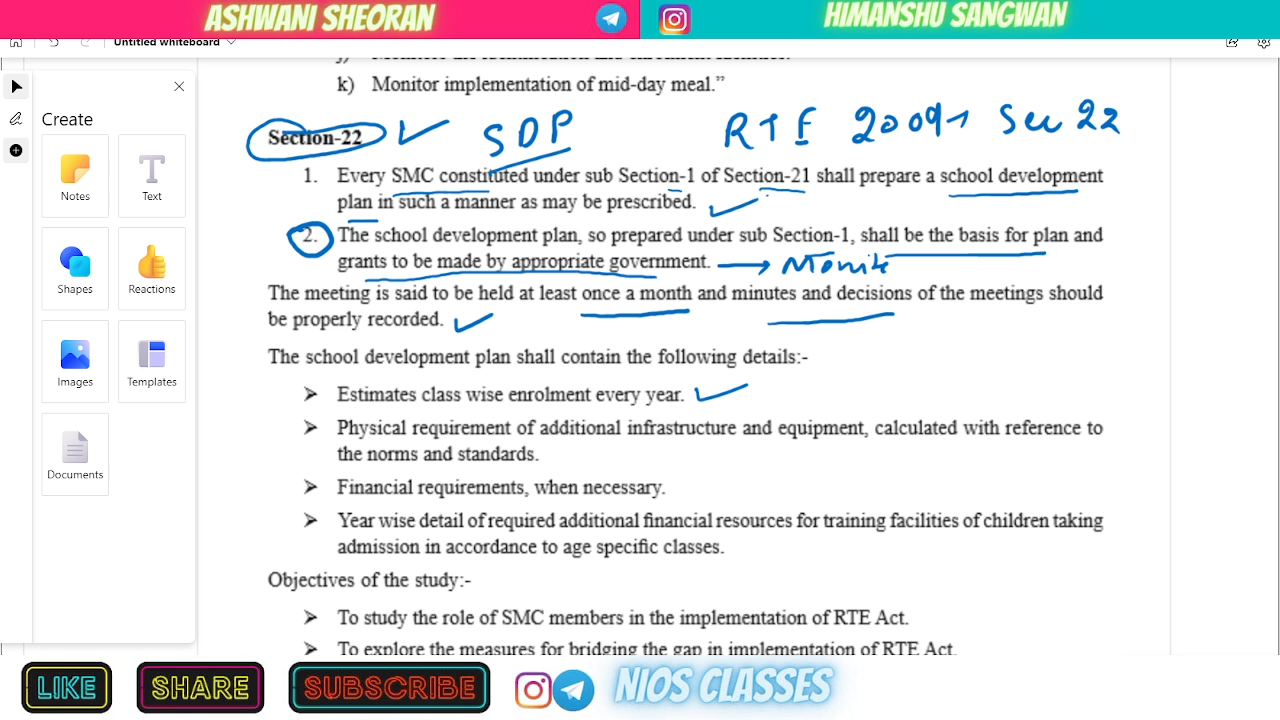 ASHWANI SHEORAN
HIMANSHU SANGWAN
Untitled whiteboard
Create
Notes
Text
Shapes
Reactions
Images
Templates
Documents
k) Monitor implementation of mid-day meal.”
Section-22
SDP
RTE 2009 Sec 22
1. Every SMC constituted under sub Section-1 of Section-21 shall prepare a school development
plan in such a manner as may be prescribed.
2. The school development plan, so prepared under sub Section-1, shall be the basis for plan and
grants to be made by appropriate government.
The meeting is said to be held at least once a month and minutes and decisions of the meetings should
be properly recorded.
The school development plan shall contain the following details:-
➢ Estimates class wise enrolment every year.
➢ Physical requirement of additional infrastructure and equipment, calculated with reference to
the norms and standards.
➢ Financial requirements, when necessary.
➢ Year wise detail of required additional financial resources for training facilities of children taking
admission in accordance to age specific classes.
Objectives of the study:-
➢ To study the role of SMC members in the implementation of RTE Act.
➢ To explore the measures for bridging the gap in implementation of RTE Act.
LIKE
SHARE
SUBSCRIBE
NIOS CLASSES